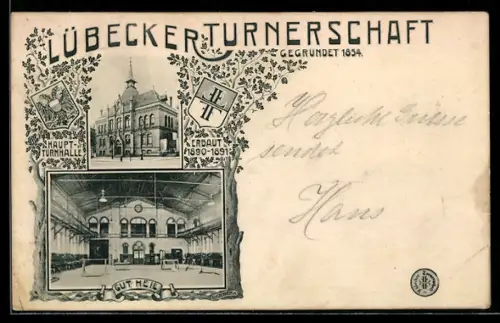 LÜBECKER TURNERSCHAFT
GEGRÜNDET 1854.
HAUPT-
TURNHALLE
ERBAUT
1890-1891
GUT HEIL
Herzliche Grüsse
sendet
Hans